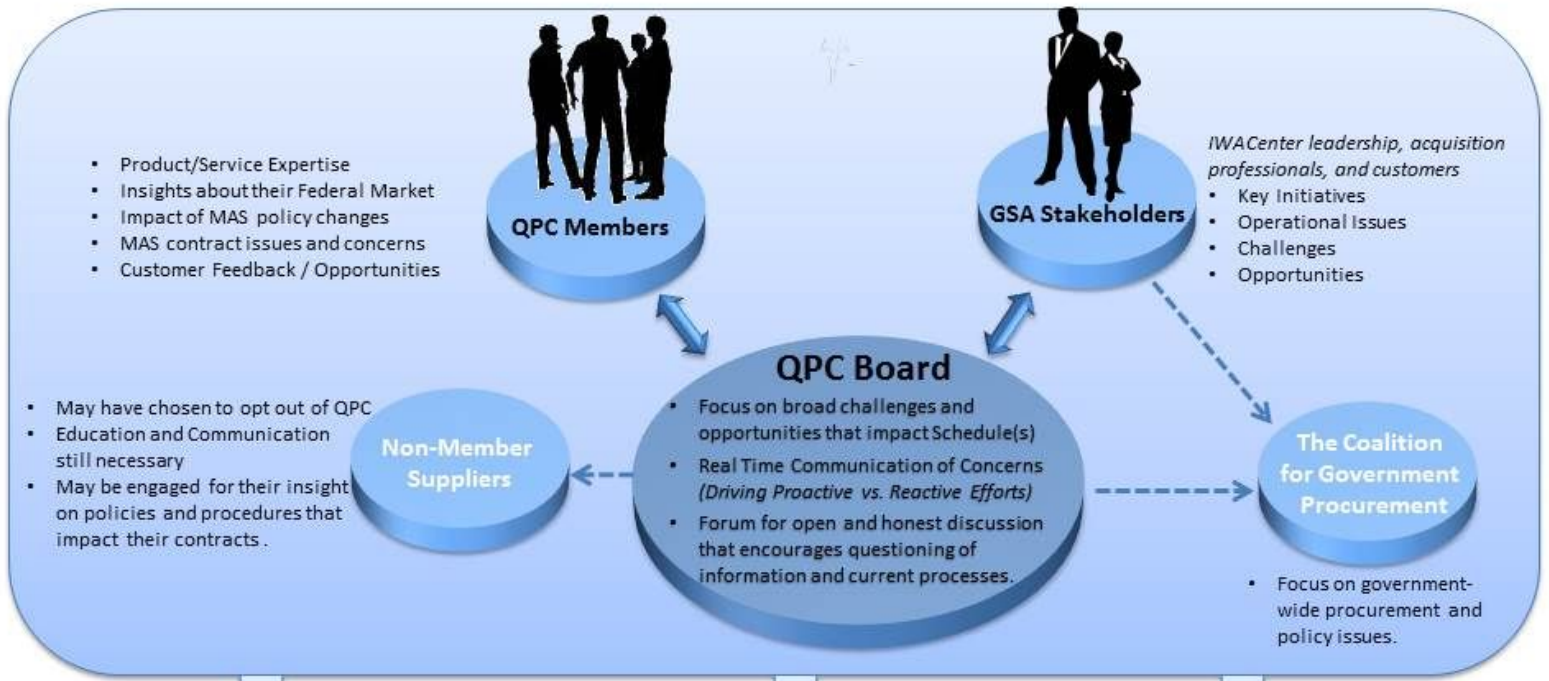 • Product/Service Expertise
• Insights about their Federal Market
• Impact of MAS policy changes
• MAS contract issues and concerns
• Customer Feedback / Opportunities
QPC Members
GSA Stakeholders
IWACenter leadership, acquisition
professionals, and customers
• Key Initiatives
• Operational Issues
• Challenges
• Opportunities
• May have chosen to opt out of QPC
• Education and Communication
still necessary
• May be engaged for their insight
on policies and procedures that
impact their contracts .
Non-Member
Suppliers
QPC Board
• Focus on broad challenges and
opportunities that impact Schedule(s)
• Real Time Communication of Concerns
(Driving Proactive vs. Reactive Efforts)
• Forum for open and honest discussion
that encourages questioning of
information and current processes.
The Coalition
for Government
Procurement
• Focus on government-
wide procurement and
policy issues.